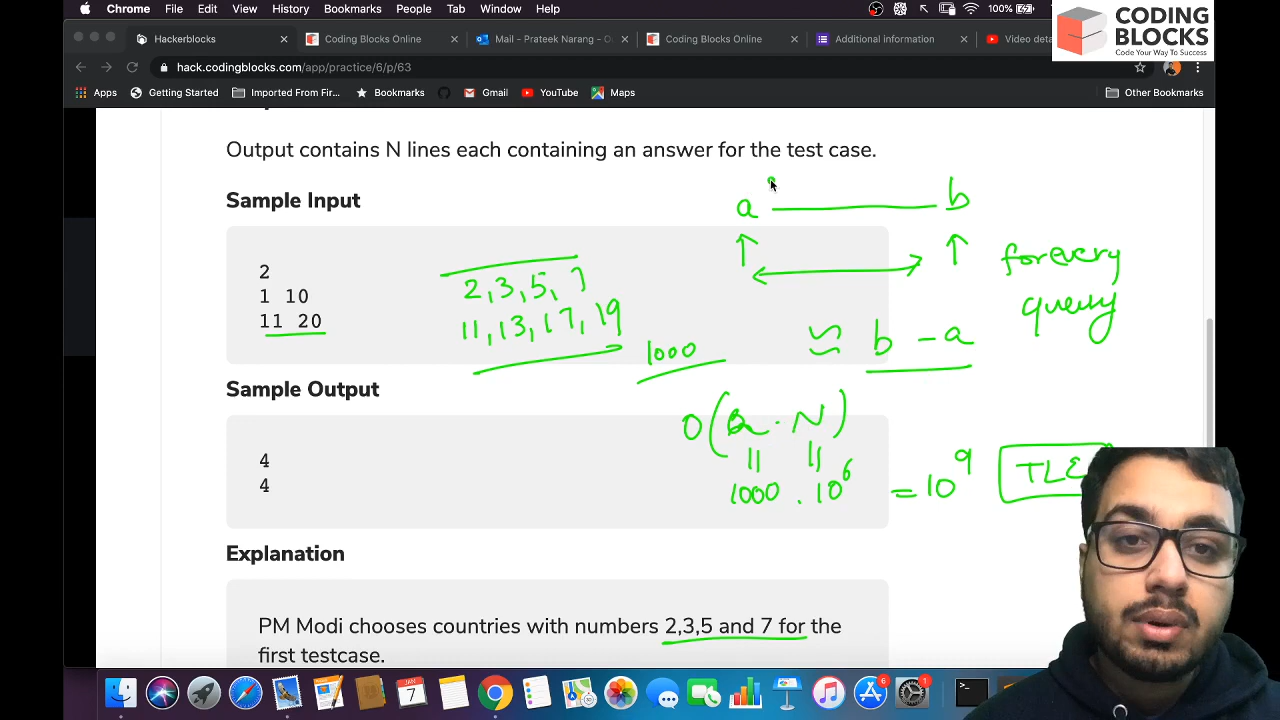 Chrome File Edit View History Bookmarks People Tab Window Help 100%
Hackerblocks Coding Blocks Online Mail - Prateek Narang - Ou Coding Blocks Online Additional information Video deta
hack.codingblocks.com/app/practice/6/p/63
Apps Getting Started Imported From Fir... Bookmarks Gmail YouTube Maps Other Bookmarks
CODING
BLOCKS
Code Your Way To Success
Output contains N lines each containing an answer for the test case.
Sample Input
a b
2
1 10
11 20
2,3,5,7
11,13,17,19
1000
for every
query
≈ b - a
Sample Output
O(Q.N)
4
4
1000 . 10^6 = 10^9 TLE
Explanation
PM Modi chooses countries with numbers 2,3,5 and 7 for the
first testcase.
JAN
7
6
1